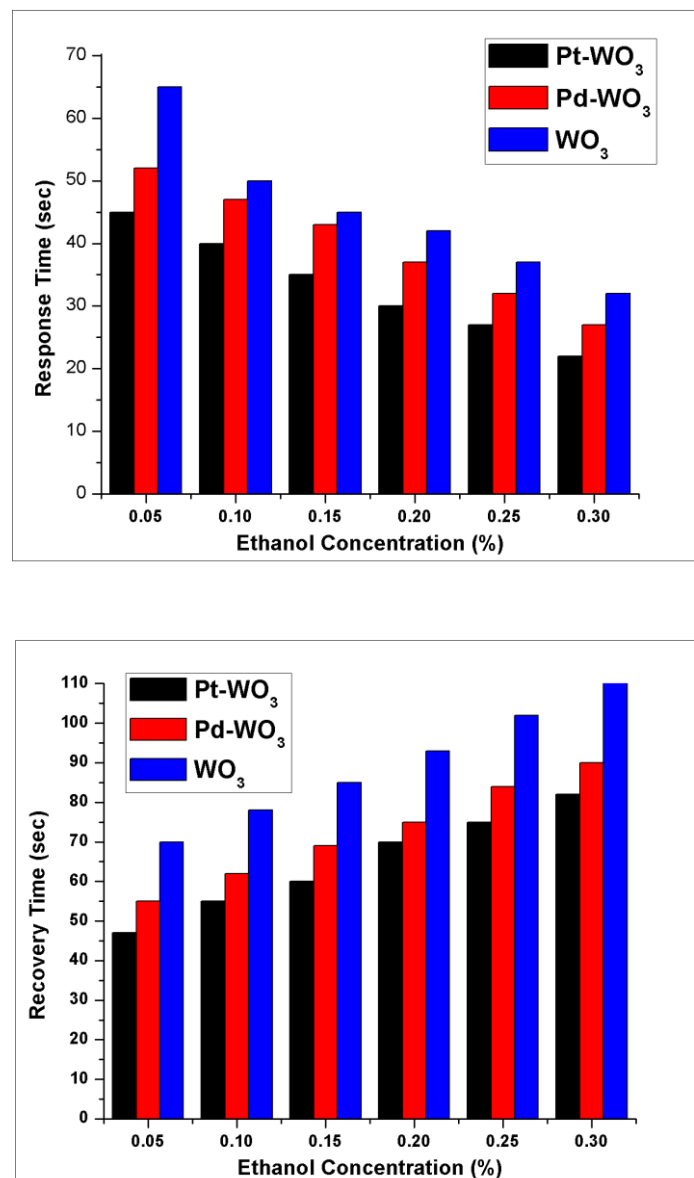 70
60
50
40
30
20
10
0
Response Time (sec)
Pt-WO₃
Pd-WO₃
WO₃
0.05 0.10 0.15 0.20 0.25 0.30
Ethanol Concentration (%)
110
100
90
80
70
60
50
40
30
20
10
0
Recovery Time (sec)
Pt-WO₃
Pd-WO₃
WO₃
0.05 0.10 0.15 0.20 0.25 0.30
Ethanol Concentration (%)